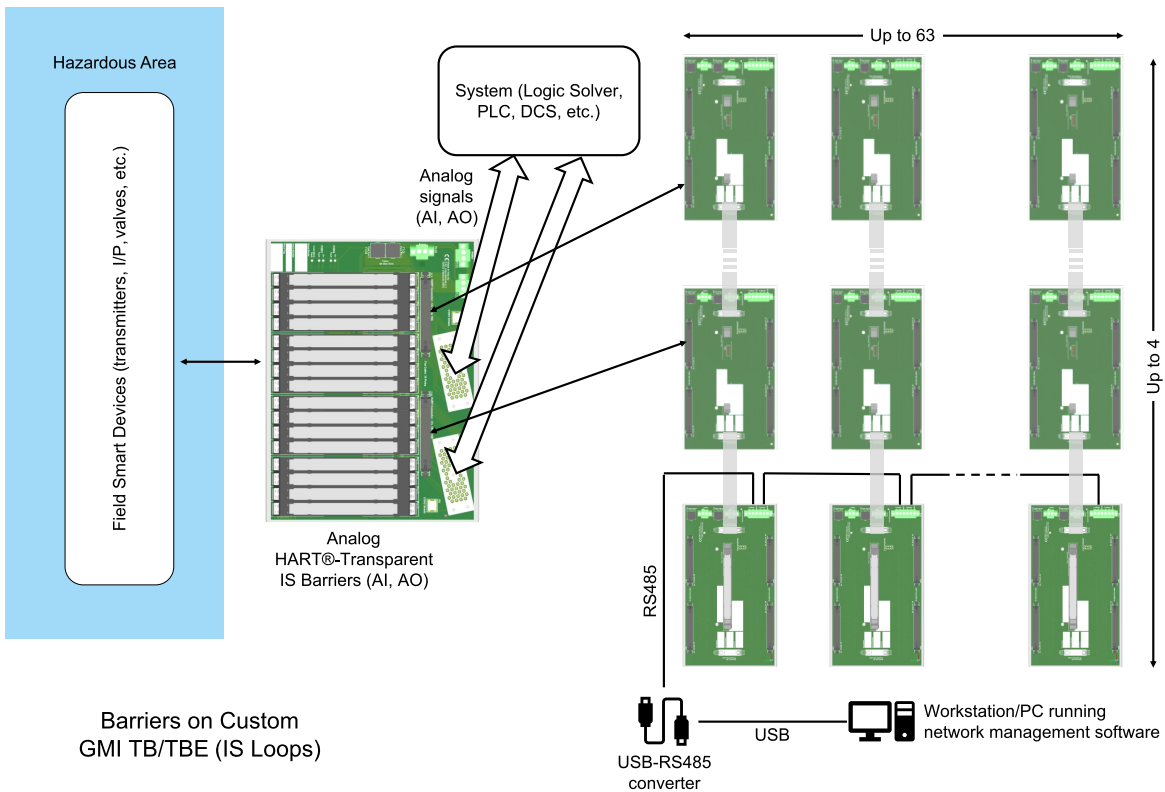 Hazardous Area
Field Smart Devices (transmitters, I/P, valves, etc.)
System (Logic Solver,
PLC, DCS, etc.)
Analog
signals
(AI, AO)
Analog
HART®-Transparent
IS Barriers (AI, AO)
Up to 63
Up to 4
RS485
USB-RS485
converter
USB
Workstation/PC running
network management software
Barriers on Custom
GMI TB/TBE (IS Loops)